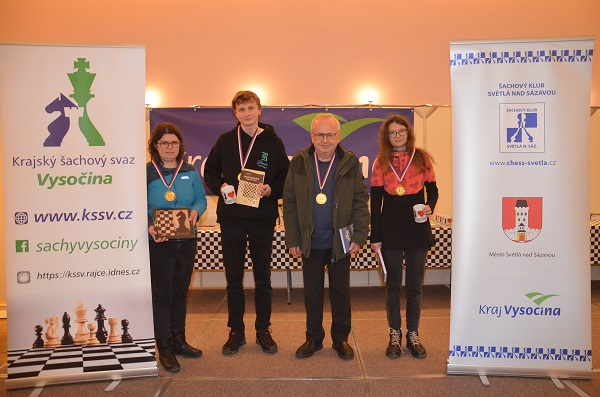 Krajský šachový svaz
Vysočina
www.kssv.cz
sachyvysociny
https://kssv.rajce.idnes.cz
ŠACHOVÝ KLUB
SVĚTLÁ NAD SÁZAVOU
ŠACHOVÝ KLUB
SVĚTLÁ N. SÁZ.
www.chess-svetla.cz
Město Světlá nad Sázavou
Kraj Vysočina